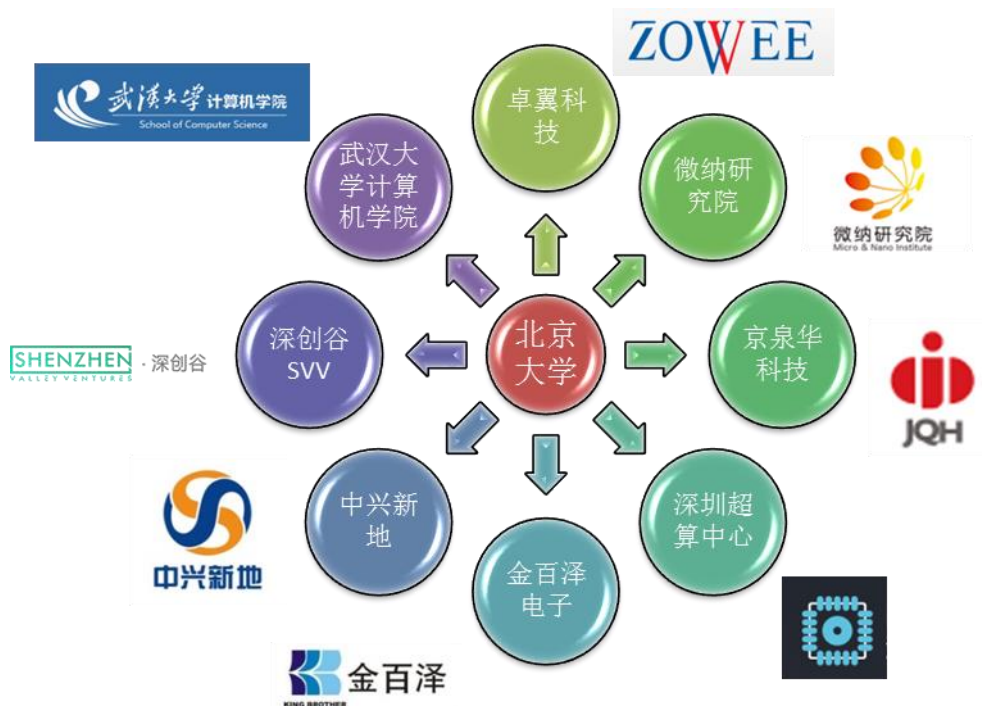 ZOWEE
武漢大学 计算机学院
School of Computer Science
卓翼科
技
武汉大
学计算
机学院
微纳研
究院
微纳研究院
Micro & Nano Institute
北京
大学
深创谷
SVV
京泉华
科技
SHENZHEN
VALLEY VENTURES
·深创谷
JQH
中兴新
地
深圳超
算中心
中兴新地
金百泽
电子
金百泽
KING BROTHER